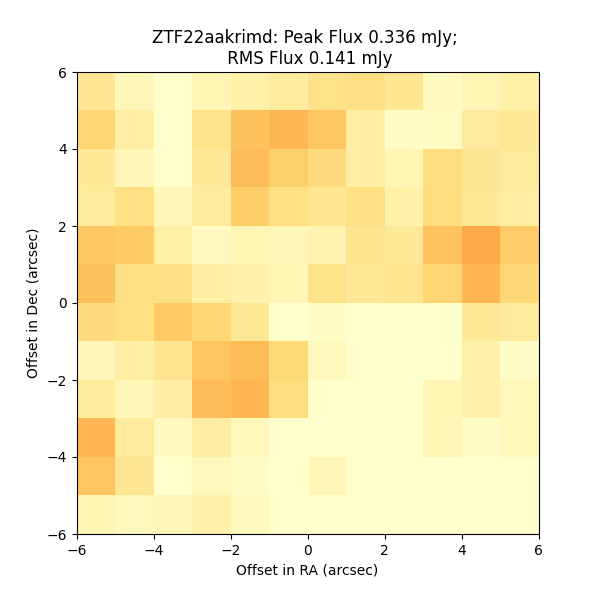 ZTF22aakrimd: Peak Flux 0.336 mJy;
RMS Flux 0.141 mJy
6
4
2
0
−2
−4
−6
Offset in Dec (arcsec)
−6 −4 −2 0 2 4 6
Offset in RA (arcsec)